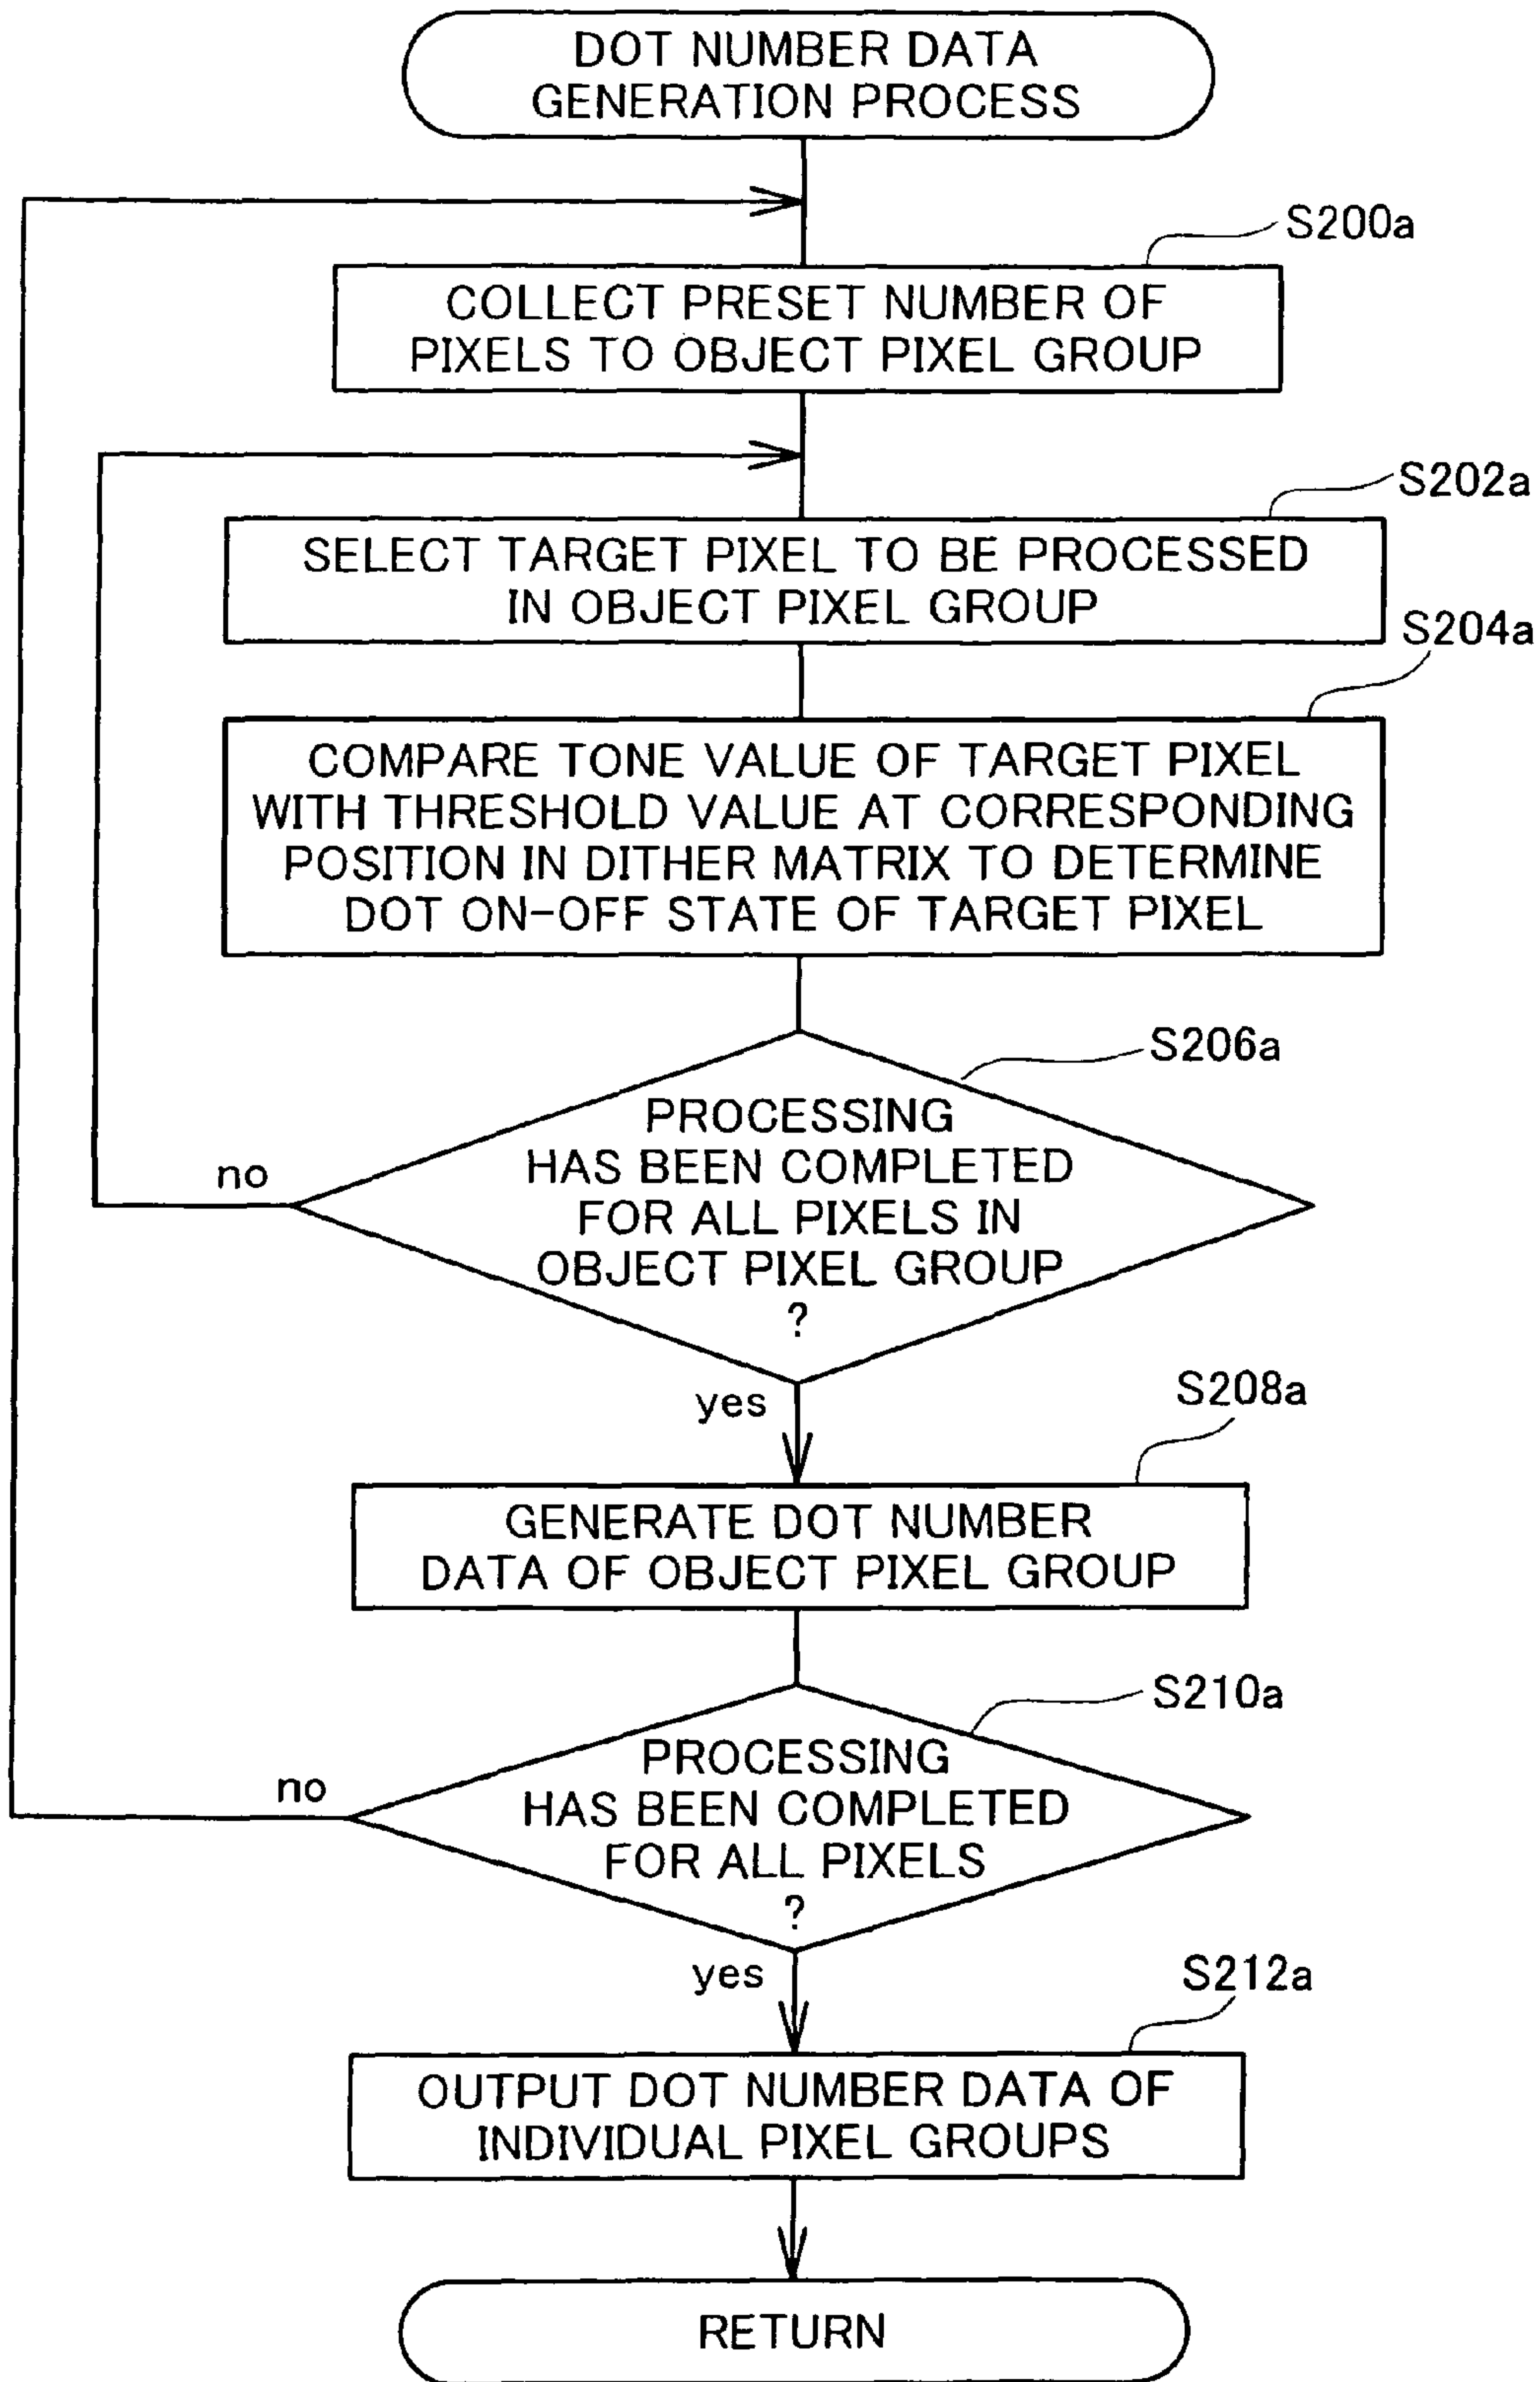 DOT NUMBER DATA
GENERATION PROCESS
S200a
COLLECT PRESET NUMBER OF
PIXELS TO OBJECT PIXEL GROUP
S202a
SELECT TARGET PIXEL TO BE PROCESSED
IN OBJECT PIXEL GROUP
S204a
COMPARE TONE VALUE OF TARGET PIXEL
WITH THRESHOLD VALUE AT CORRESPONDING
POSITION IN DITHER MATRIX TO DETERMINE
DOT ON-OFF STATE OF TARGET PIXEL
S206a
PROCESSING
HAS BEEN COMPLETED
FOR ALL PIXELS IN
OBJECT PIXEL GROUP
?
no
yes
S208a
GENERATE DOT NUMBER
DATA OF OBJECT PIXEL GROUP
S210a
PROCESSING
HAS BEEN COMPLETED
FOR ALL PIXELS
?
no
yes
S212a
OUTPUT DOT NUMBER DATA OF
INDIVIDUAL PIXEL GROUPS
RETURN